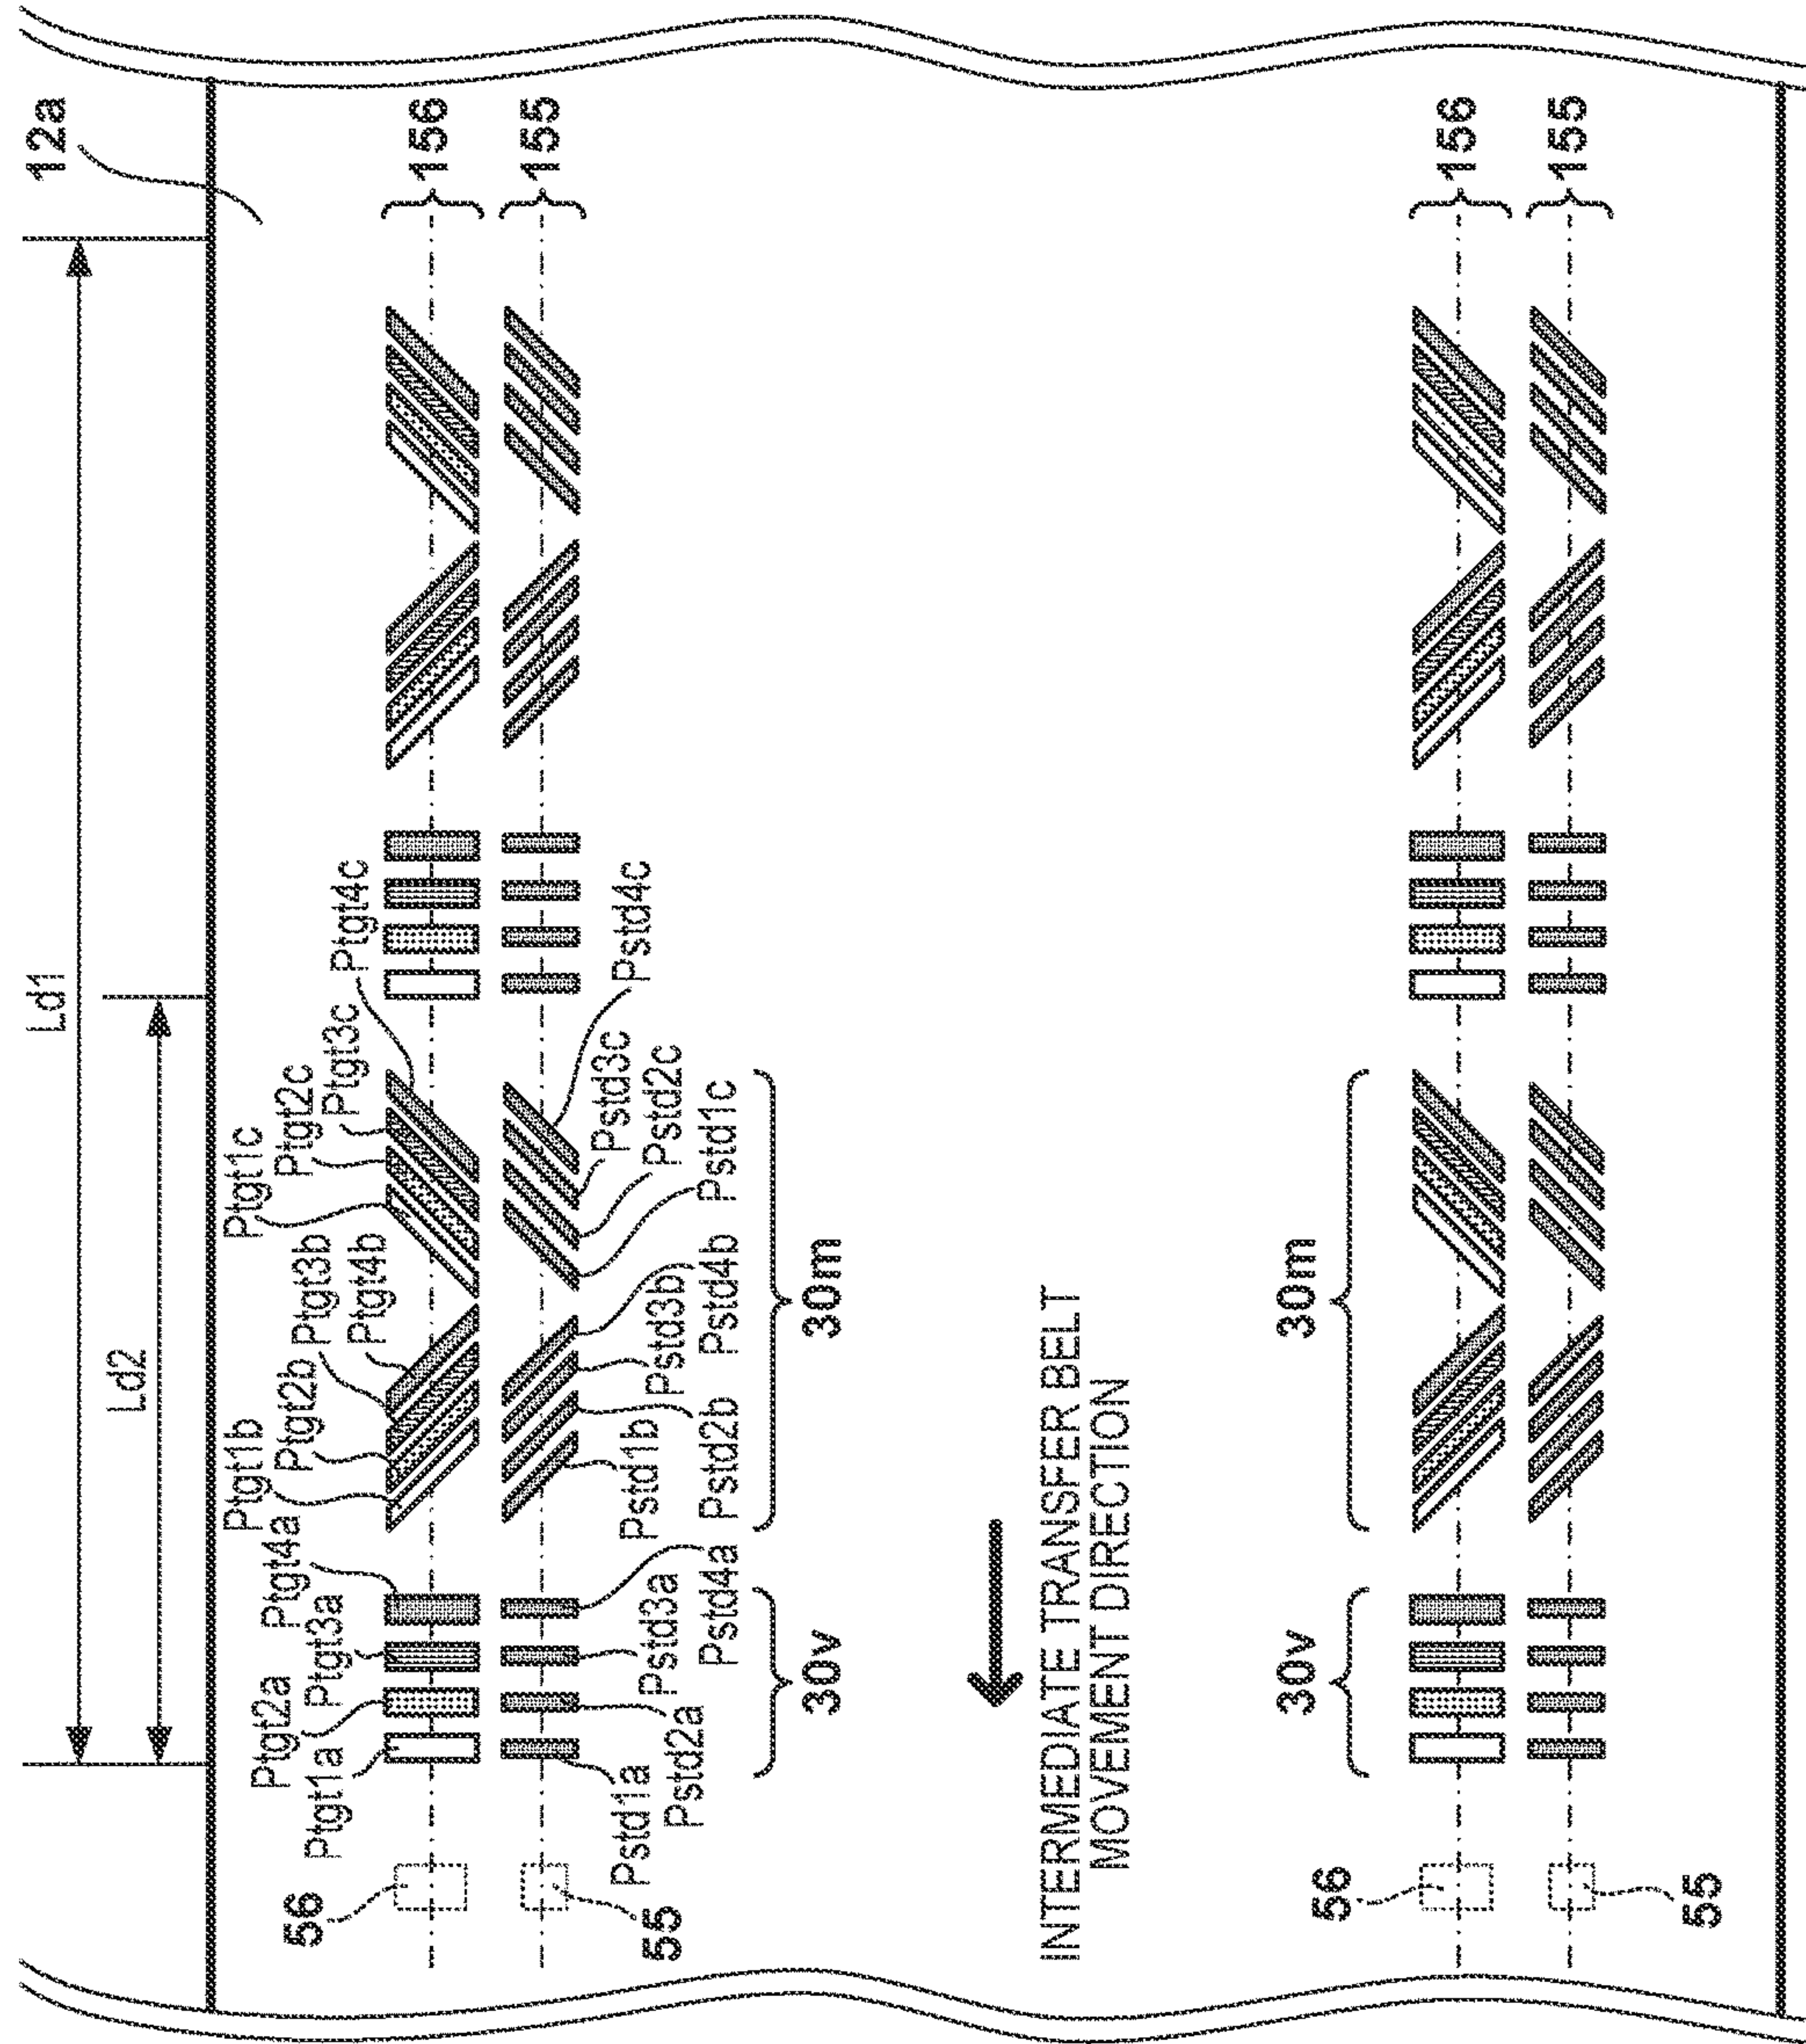 12a
Ld1
Ld2
156
155
Ptgt4c
Ptgt3c
Ptgt2c
Ptgt1c
Ptgt3b
Ptgt4b
Ptgt2b
Ptgt1b
Ptgt4a
Ptgt3a
Ptgt2a
Ptgt1a
Pstd4c
Pstd3c
Pstd2c
Pstd1c
Pstd4b
Pstd3b
Pstd2b
Pstd1b
Pstd4a
Pstd3a
Pstd2a
Pstd1a
56
55
30v
30m
INTERMEDIATE TRANSFER BELT
MOVEMENT DIRECTION
30v
30m
56
55
156
155